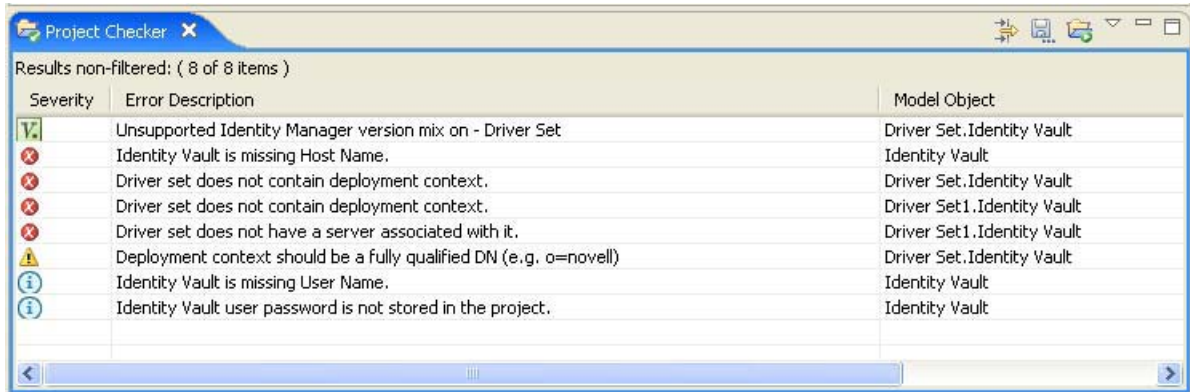 Project Checker
Results non-filtered: ( 8 of 8 items )
Severity Error Description Model Object
V. Unsupported Identity Manager version mix on - Driver Set Driver Set.Identity Vault
Identity Vault is missing Host Name. Identity Vault
Driver set does not contain deployment context. Driver Set.Identity Vault
Driver set does not contain deployment context. Driver Set1.Identity Vault
Driver set does not have a server associated with it. Driver Set1.Identity Vault
Deployment context should be a fully qualified DN (e.g. o=novell) Driver Set.Identity Vault
Identity Vault is missing User Name. Identity Vault
Identity Vault user password is not stored in the project. Identity Vault